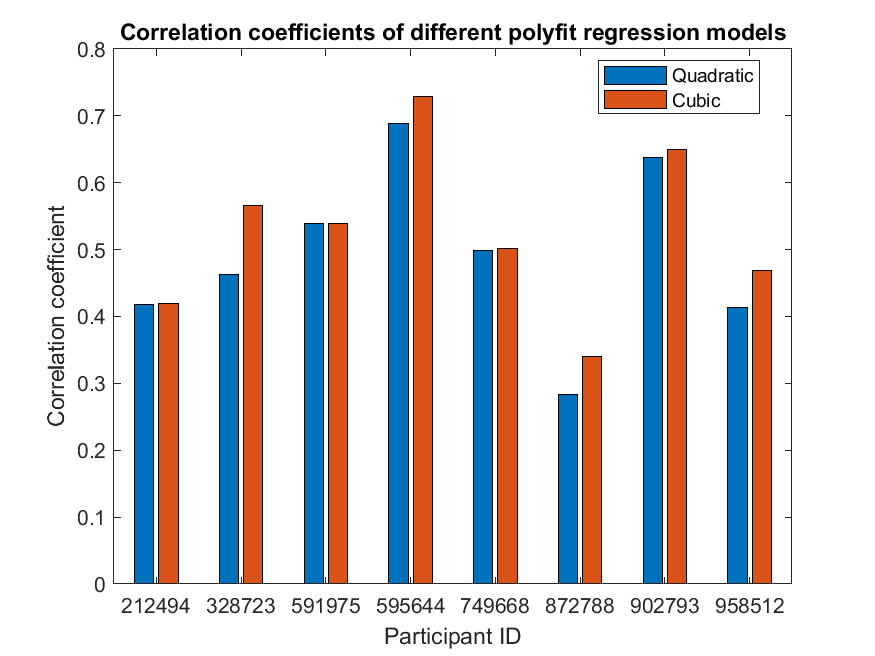 Correlation coefficients of different polyfit regression models
0.8
0.7
0.6
0.5
0.4
0.3
0.2
0.1
0
Correlation coefficient
Quadratic
Cubic
212494 328723 591975 595644 749668 872788 902793 958512
Participant ID